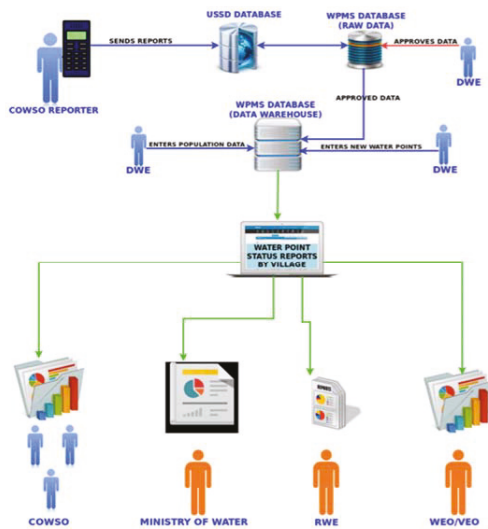 USSD DATABASE
WPMS DATABASE
(RAW DATA)
SENDS REPORTS
APPROVES DATA
COWSO REPORTER
DWE
APPROVED DATA
WPMS DATABASE
(DATA WAREHOUSE)
ENTERS POPULATION DATA
ENTERS NEW WATER POINTS
DWE
DWE
WATER POINT
STATUS REPORTS
BY VILLAGE
COWSO
MINISTRY OF WATER
RWE
WEO/VEO